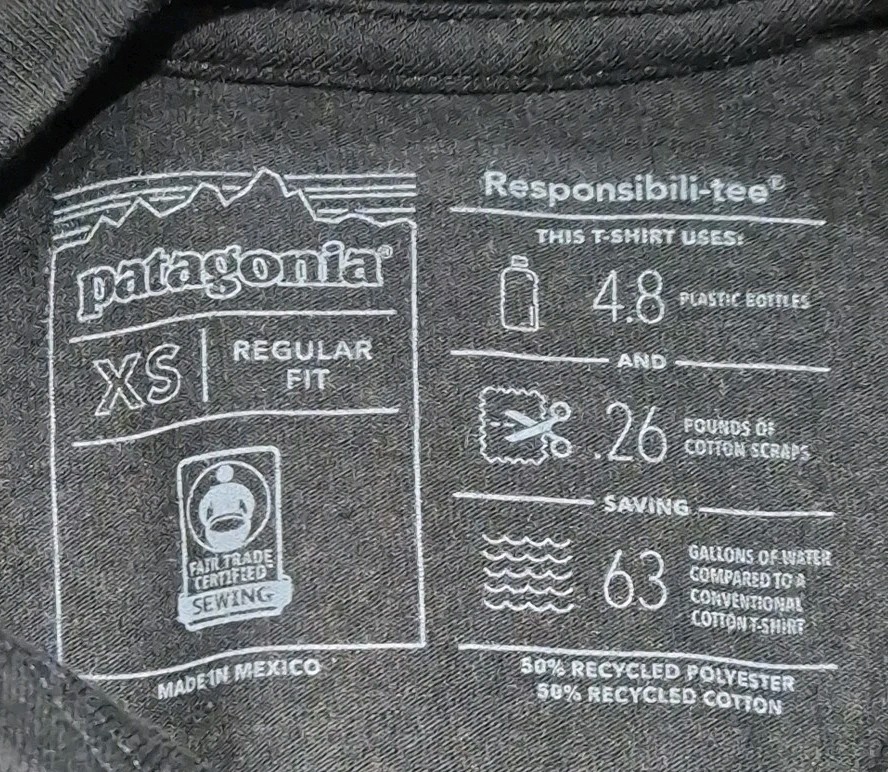 patagonia®
XS
REGULAR
FIT
FAIR TRADE
CERTIFIED™
SEWING
MADE IN MEXICO
Responsibili-tee®
THIS T-SHIRT USES:
4.8 PLASTIC BOTTLES
AND
.26 POUNDS OF
COTTON SCRAPS
SAVING
63 GALLONS OF WATER
COMPARED TO A
CONVENTIONAL
COTTON T-SHIRT
50% RECYCLED POLYESTER
50% RECYCLED COTTON